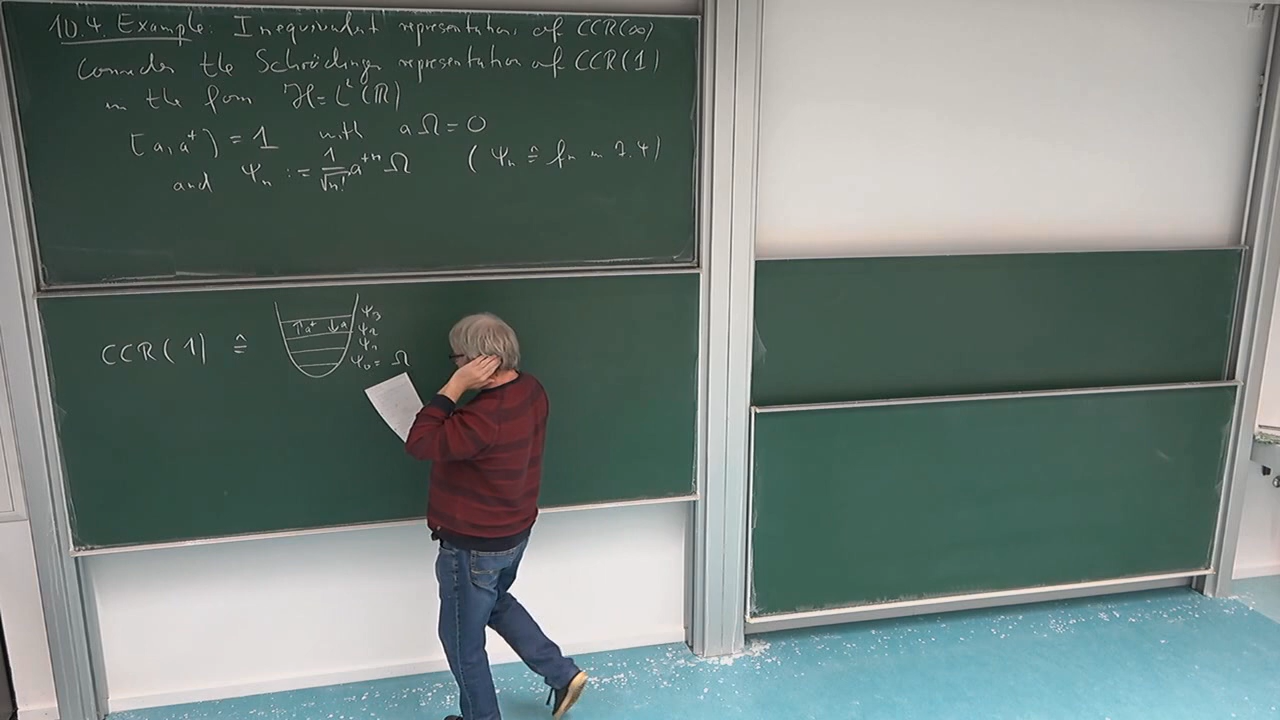 10.4. Example: Inequivalent representations of CCR(∞)
Consider the Schrödinger representation of CCR(1)
in the form ℋ = L²(ℝ)
[a, a⁺] = 1 with a Ω = 0
and Ψₙ := 1/√n! a⁺ⁿ Ω (Ψₙ ≙ fₙ in 7.4)
CCR(1) ≙
↑a⁺ ↓a
Ψ₃
Ψ₂
Ψ₁
Ψ₀ = Ω